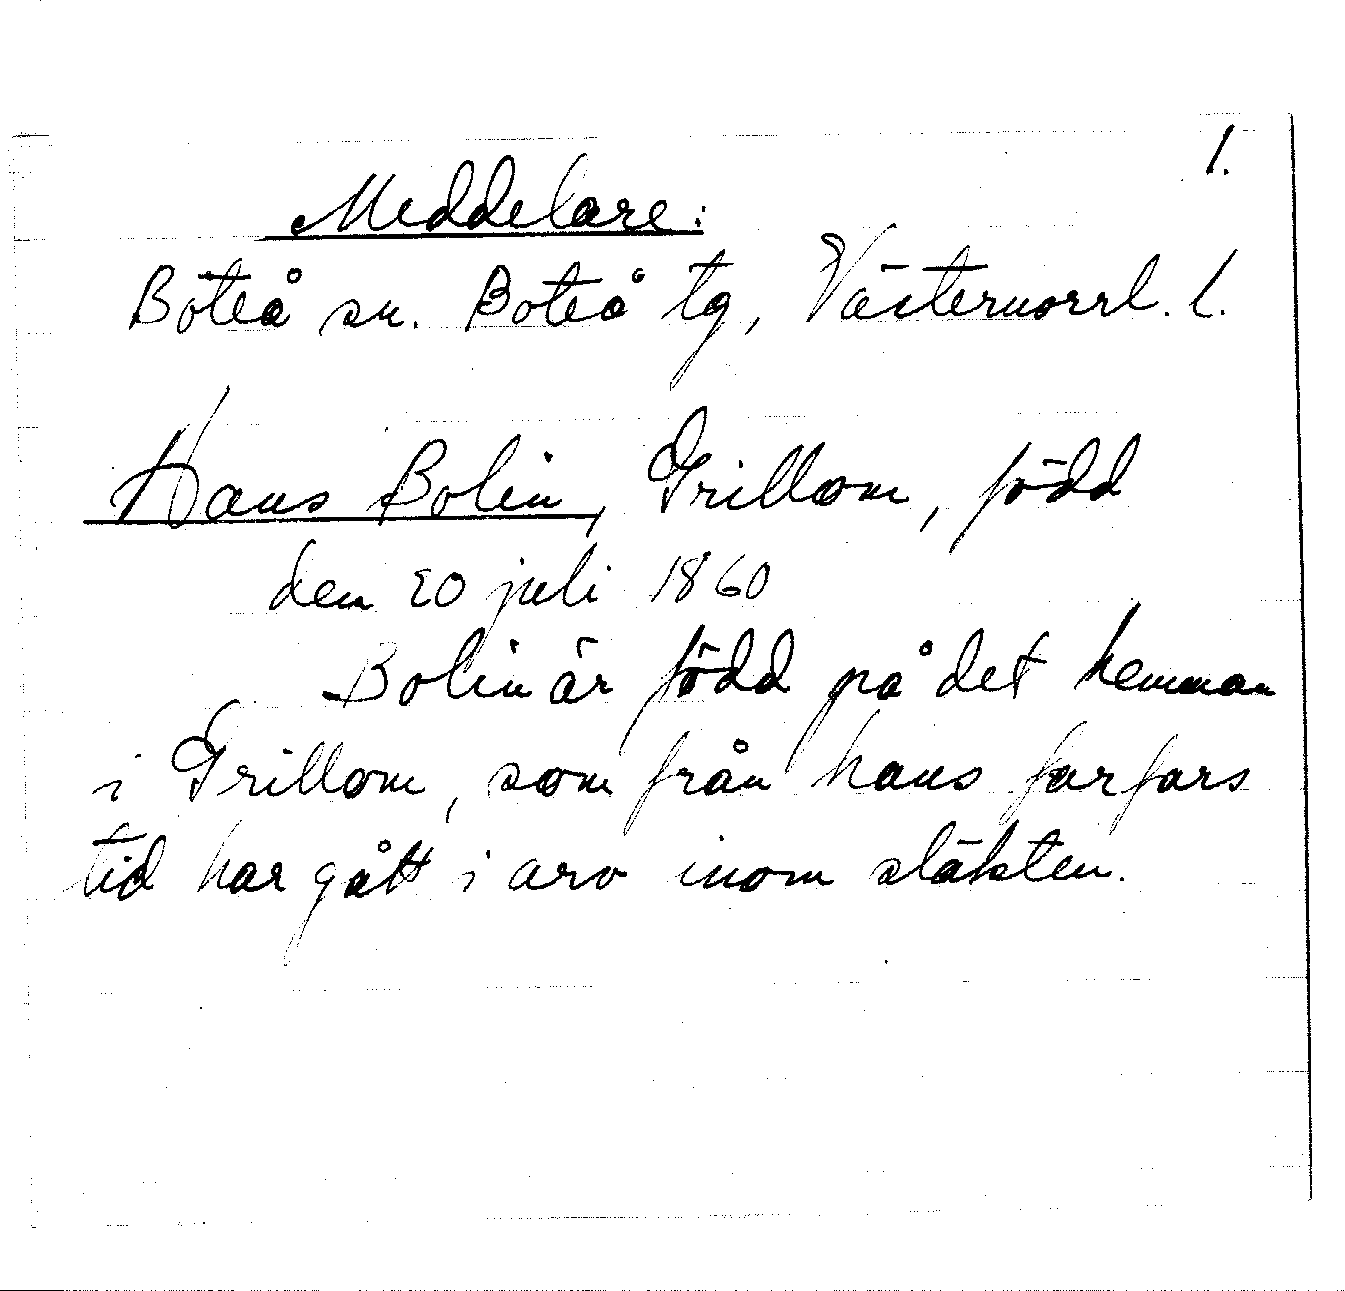 1.
Meddelare:
Boteå sn. Boteå tg, Västernorrl. l.
Hans Bolin, Grillom, född
den 20 juli 1860
Bolin är född på det hemman
i Grillom, som från hans farfars
tid har gått i arv inom släkten.